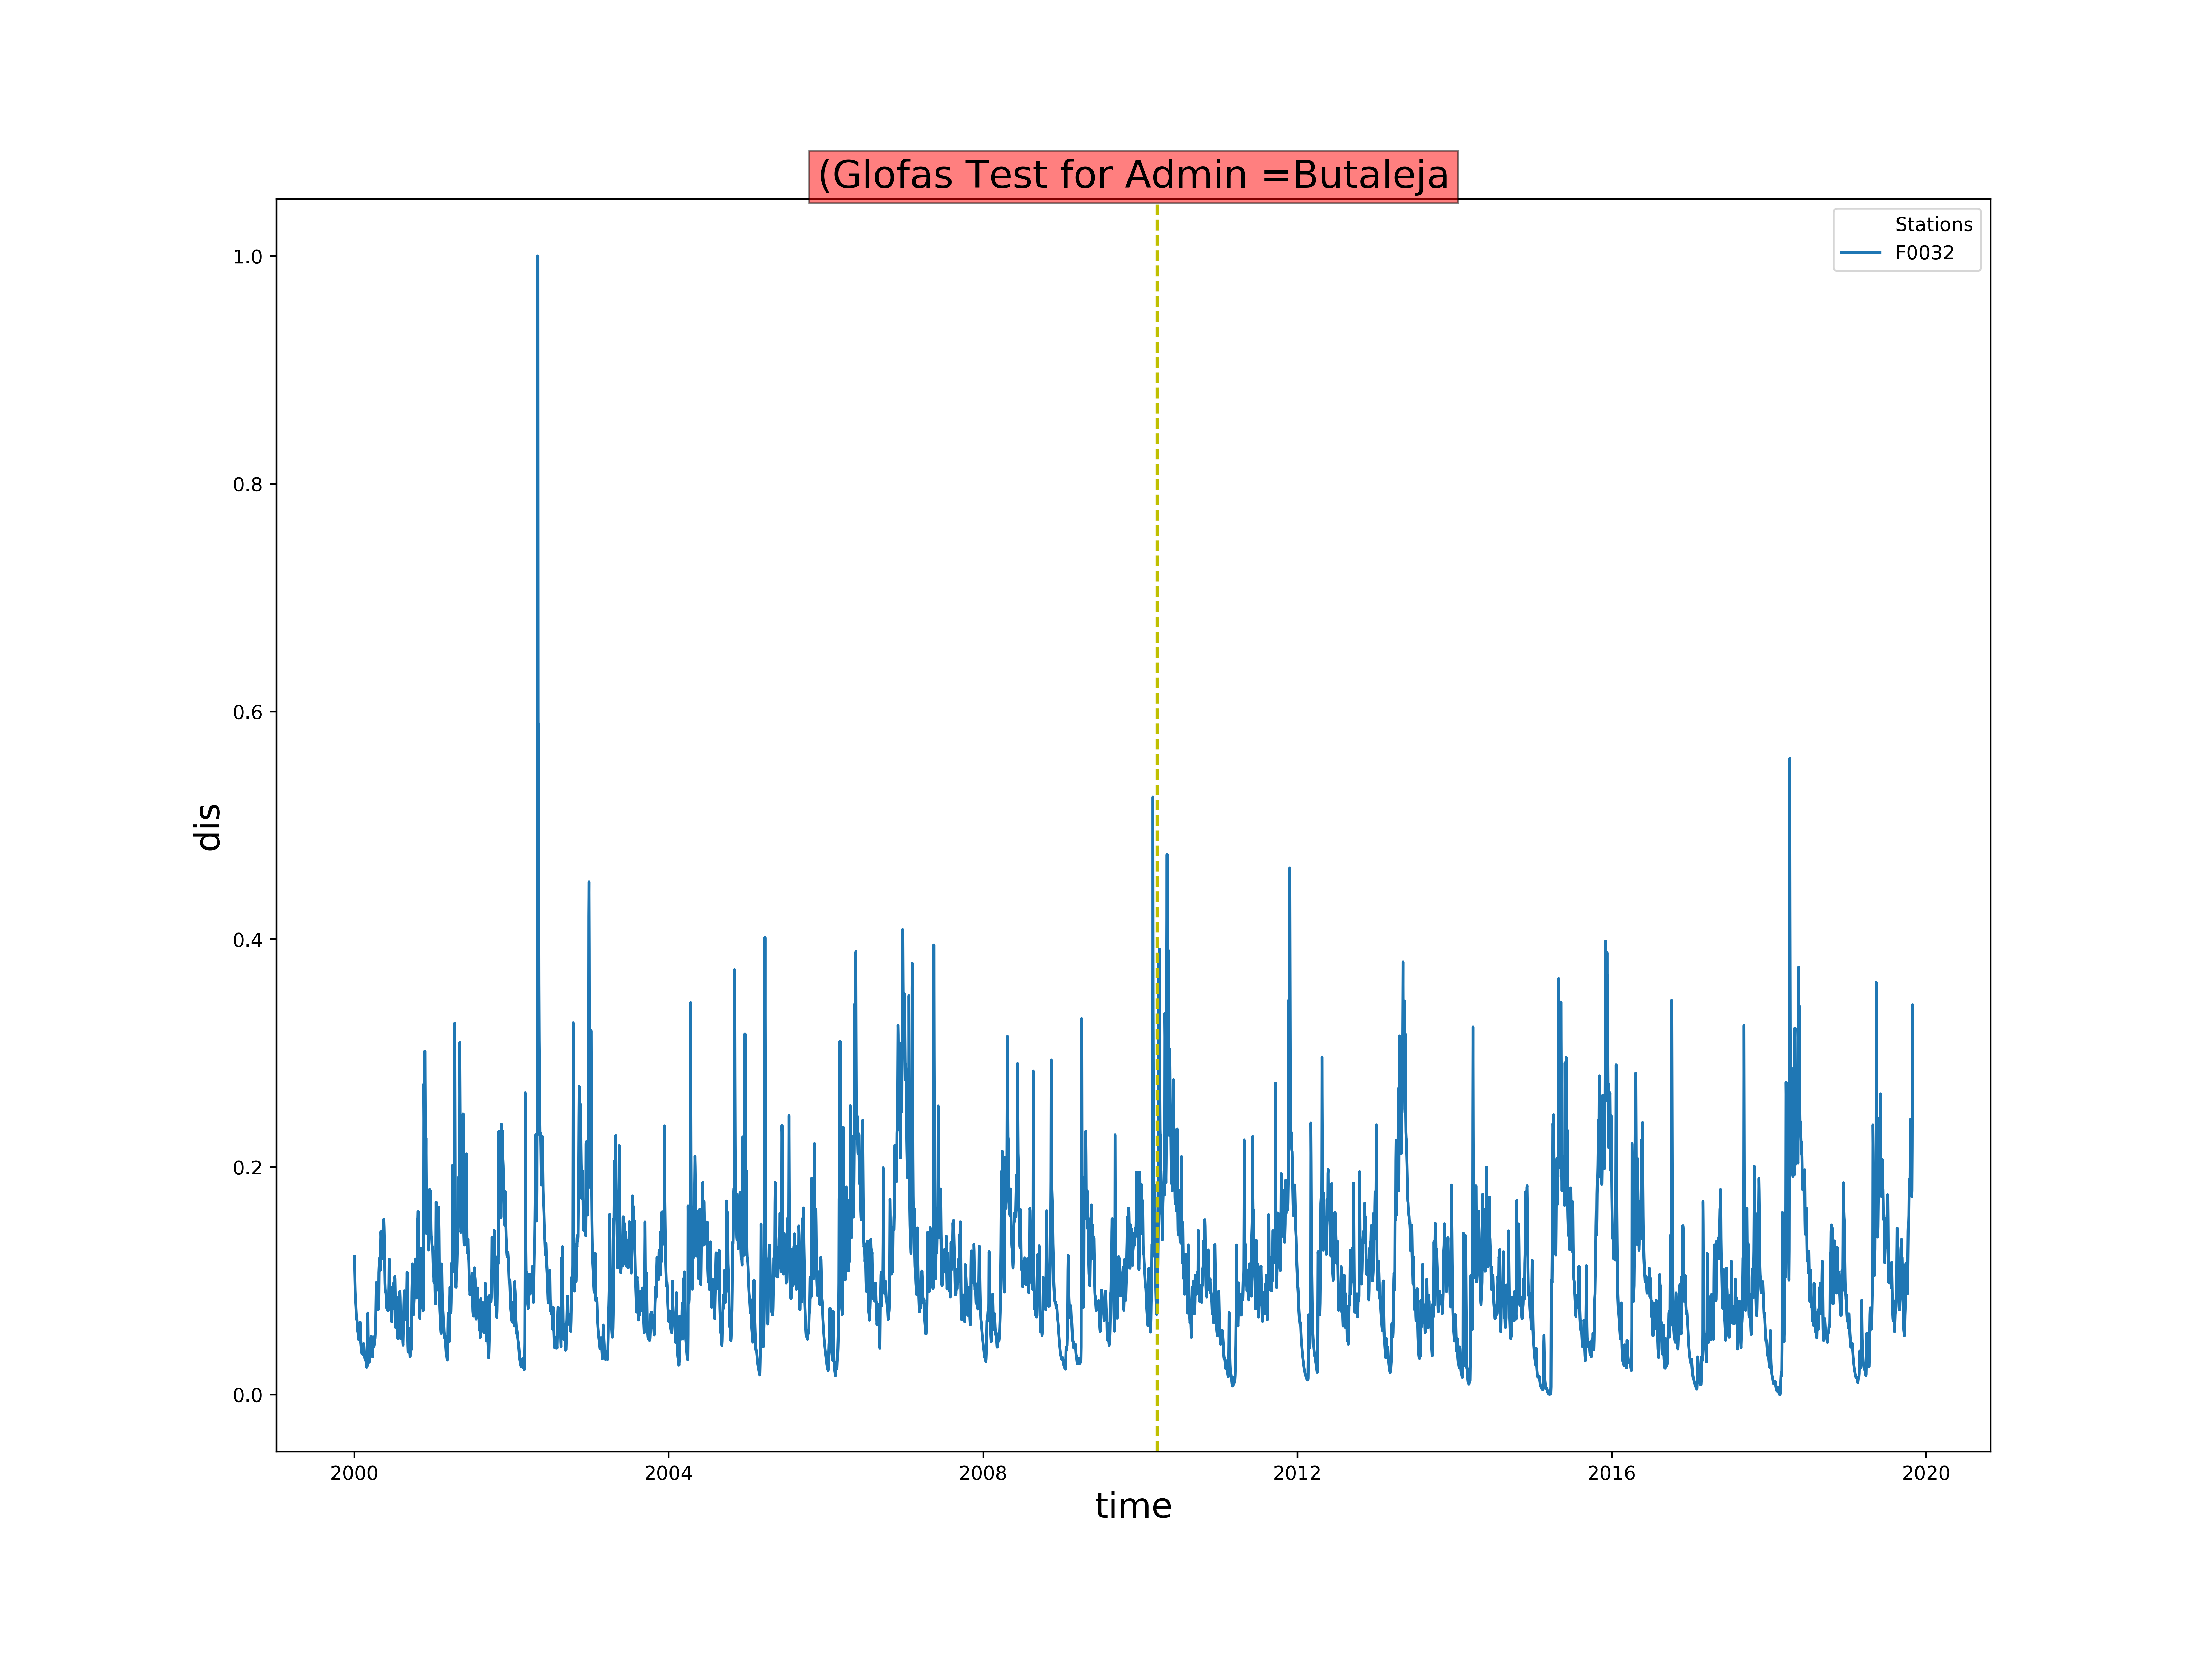 (Glofas Test for Admin =Butaleja
Stations
F0032
1.0
0.8
0.6
0.4
0.2
0.0
dis
2000 2004 2008 2012 2016 2020
time